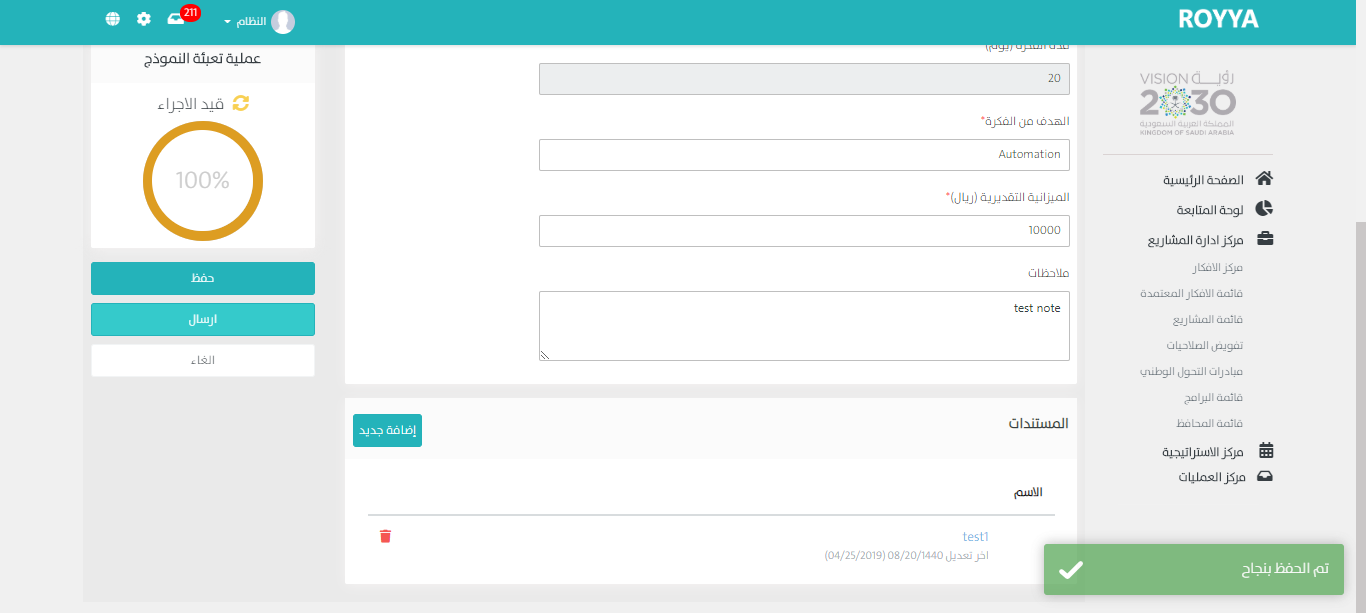 ROYYA
النظام
211
VISION رؤيـــة
2030
المملكة العربية السعودية
KINGDOM OF SAUDI ARABIA
الصفحة الرئيسية
لوحة المتابعة
مركز ادارة المشاريع
مركز الافكار
قائمة الافكار المعتمدة
قائمة المشاريع
تفويض الصلاحيات
مبادرات التحول الوطني
قائمة البرامج
قائمة المحافظ
مركز الاستراتيجية
مركز العمليات
(يوم)
20
الهدف من الفكرة*
Automation
الميزانية التقديرية (ريال)*
10000
ملاحظات
test note
المستندات
إضافة جديد
الاسم
test1
اخر تعديل 08/20/1440 (04/25/2019)
عملية تعبئة النموذج
قيد الاجراء
100%
حفظ
ارسال
الغاء
تم الحفظ بنجاح